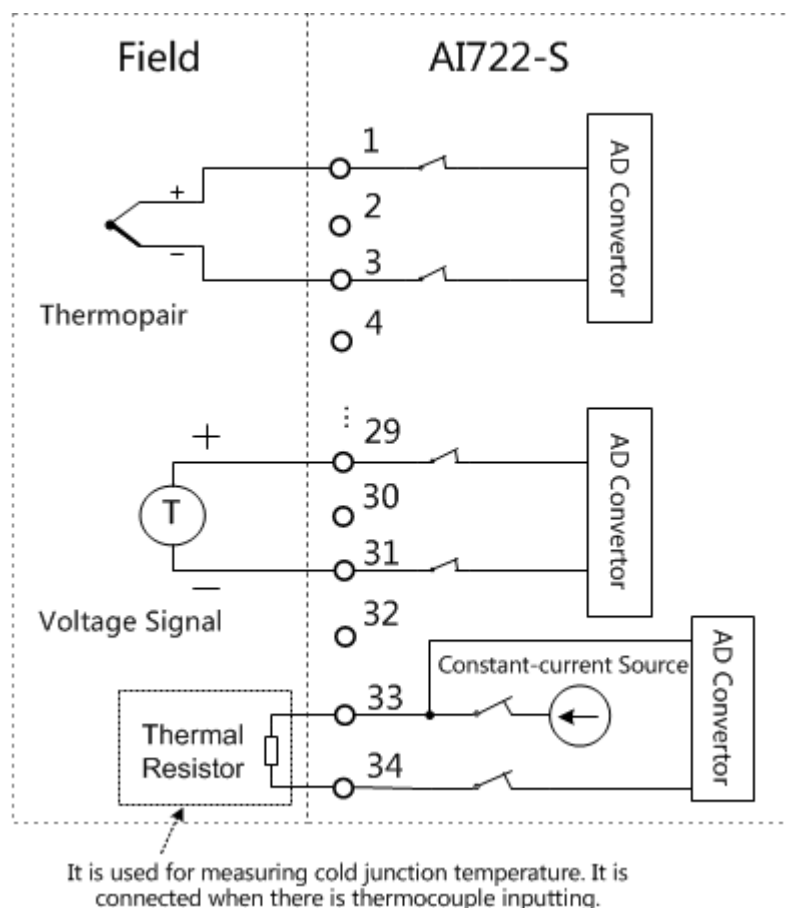 Field
AI722-S
1
+
2
−
3
Thermopair
4
AD Convertor
⋮
29
+
30
T
31
−
Voltage Signal
32
AD Convertor
Constant-current Source
33
Thermal
Resistor
34
AD Convertor
It is used for measuring cold junction temperature. It is
connected when there is thermocouple inputting.